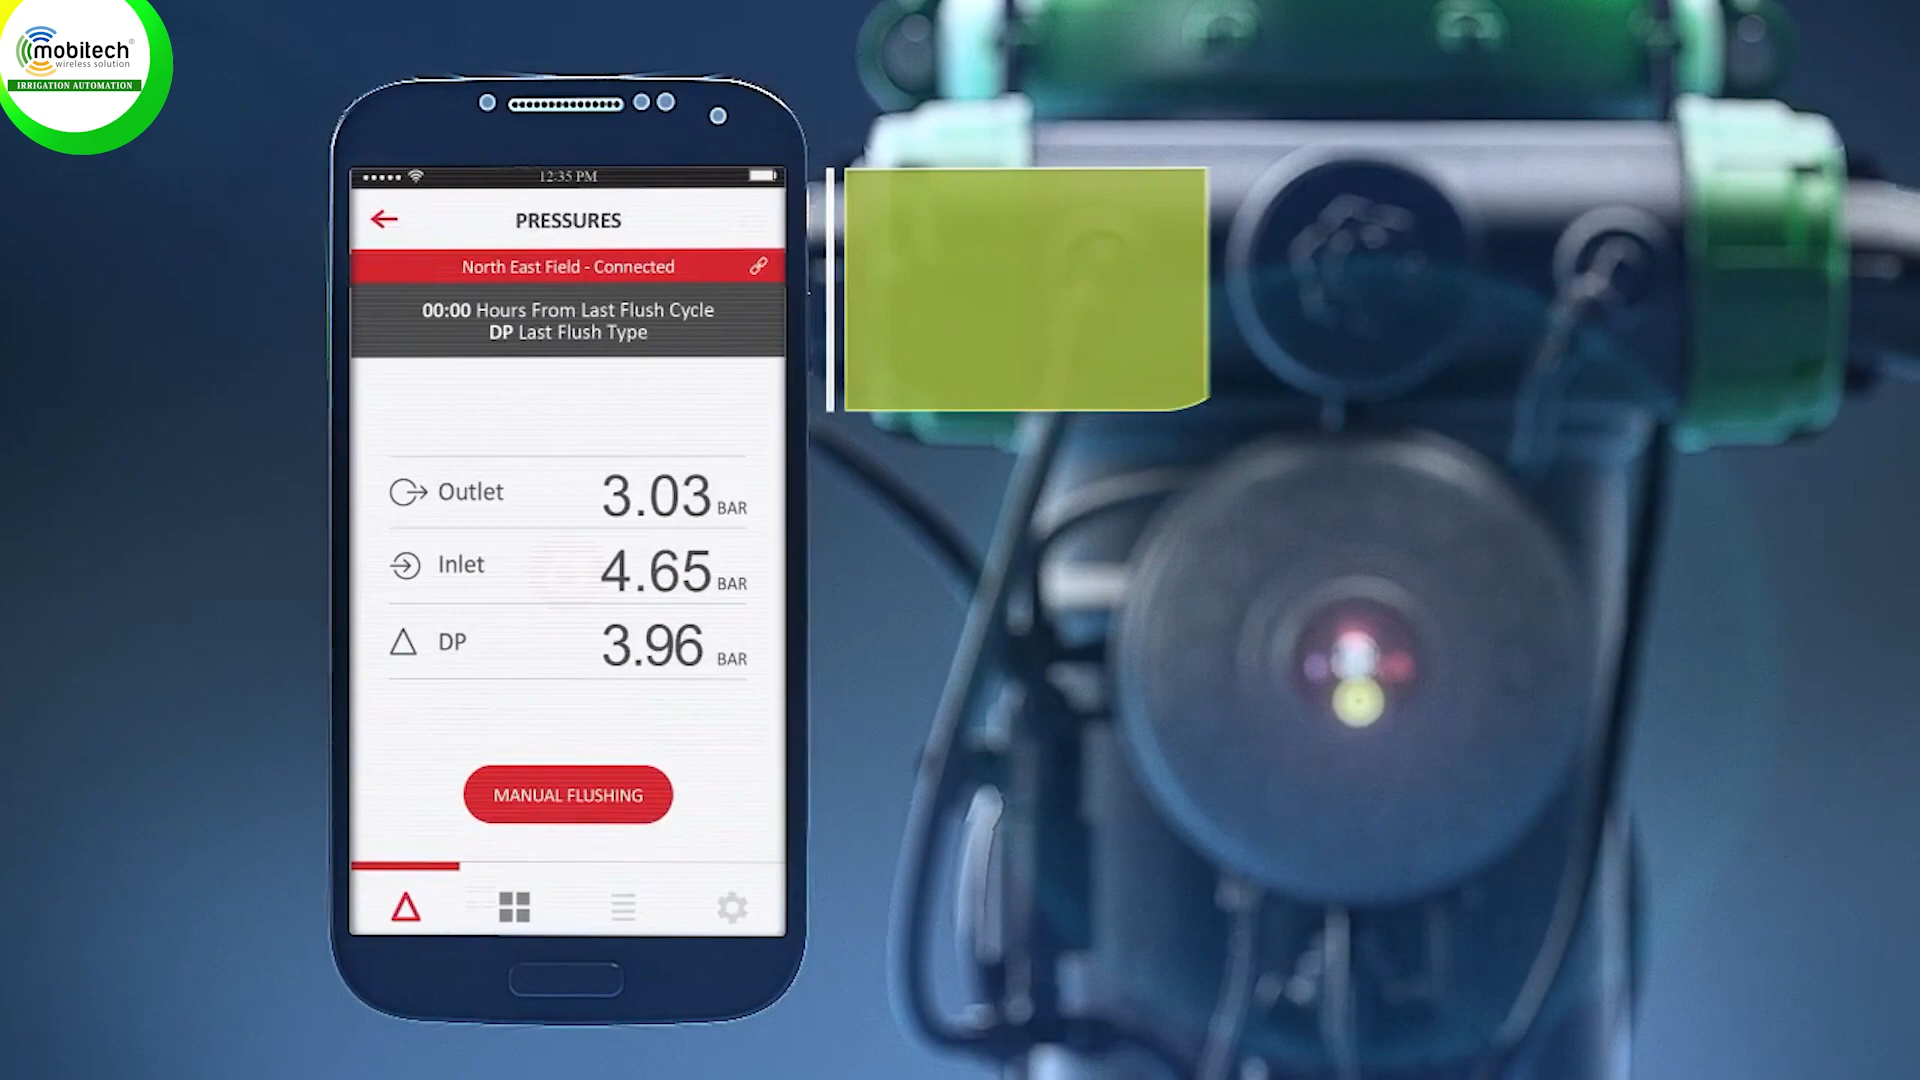 mobitech
wireless solution
IRRIGATION AUTOMATION
12:35 PM
PRESSURES
North East Field - Connected
00:00 Hours From Last Flush Cycle
DP Last Flush Type
Outlet 3.03 BAR
Inlet 4.65 BAR
DP 3.96 BAR
MANUAL FLUSHING